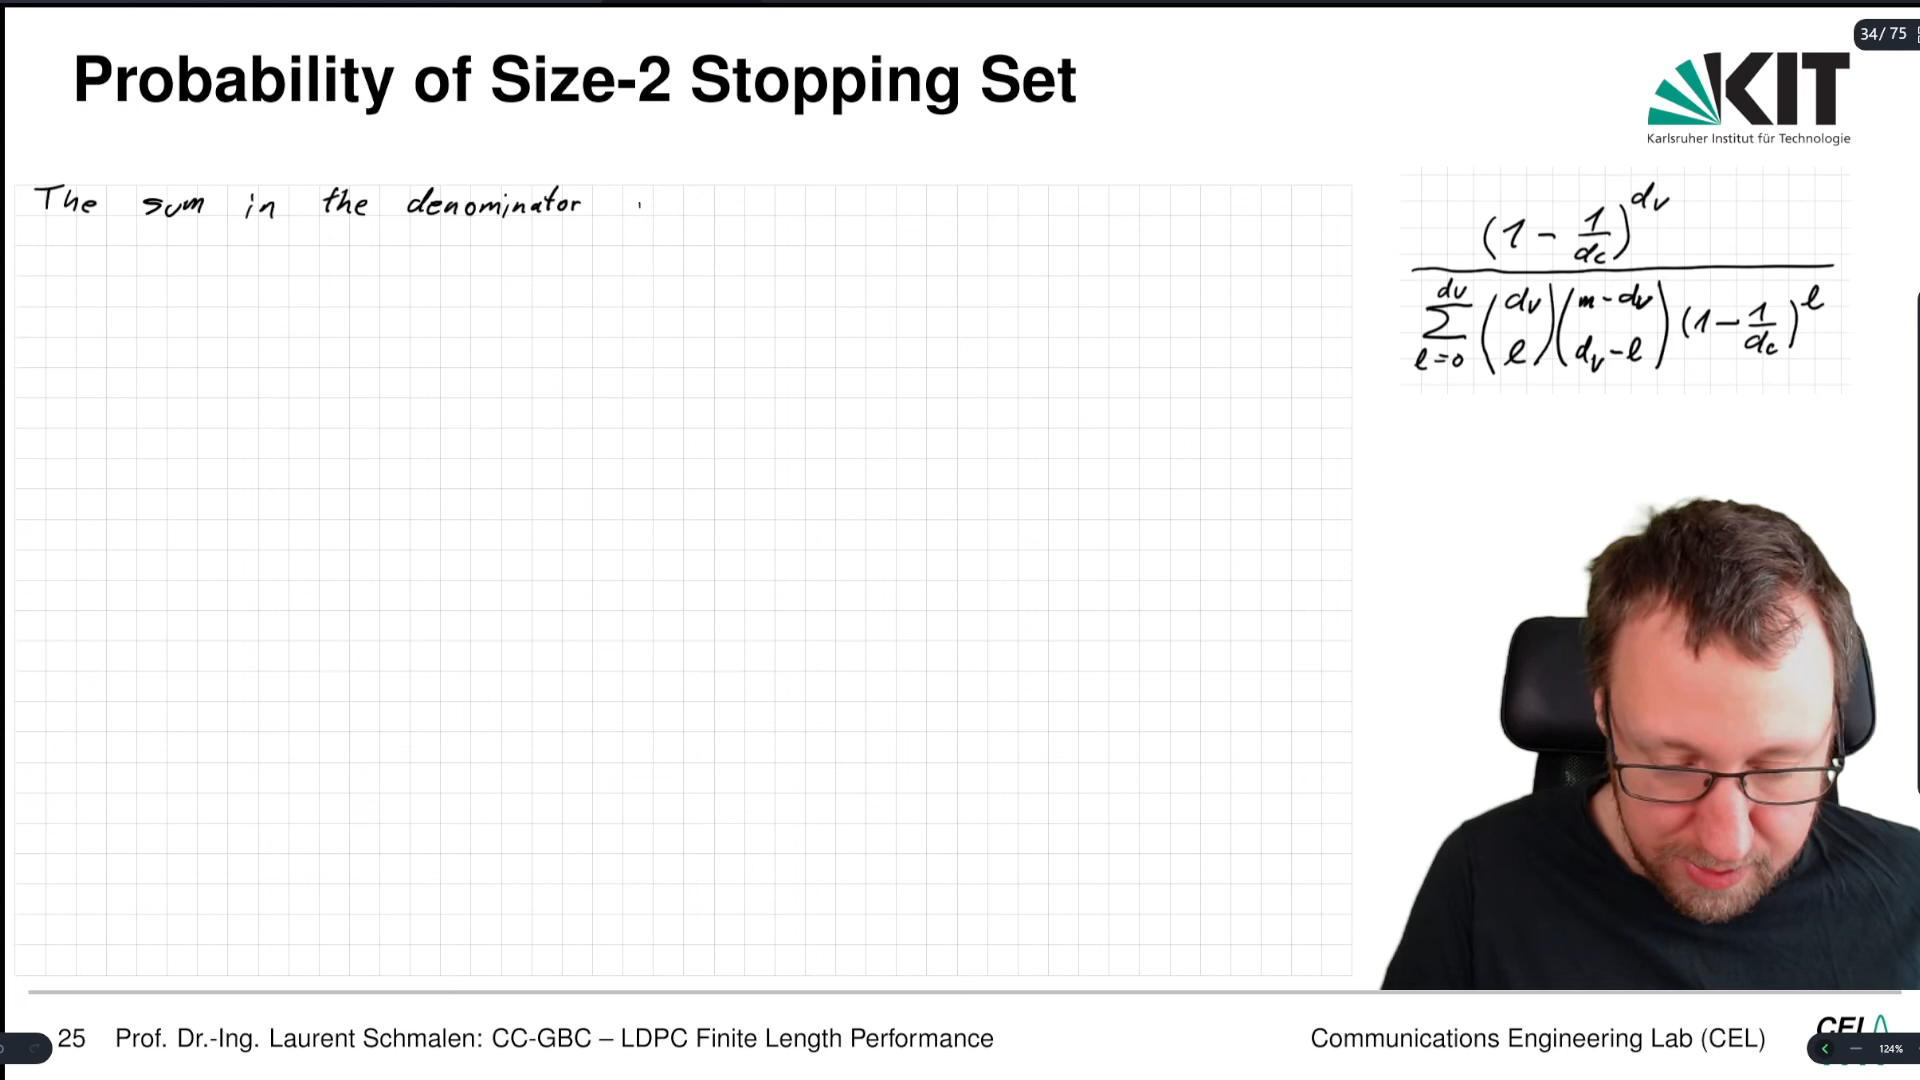 Probability of Size-2 Stopping Set
34/ 75
KIT
Karlsruher Institut für Technologie
The sum in the denominator
(1 - 1/dc)^dv
dv
∑ (dv l) (m-dv dv-l) (1 - 1/dc)^l
l=0
25 Prof. Dr.-Ing. Laurent Schmalen: CC-GBC – LDPC Finite Length Performance
Communications Engineering Lab (CEL)
CEL
124%